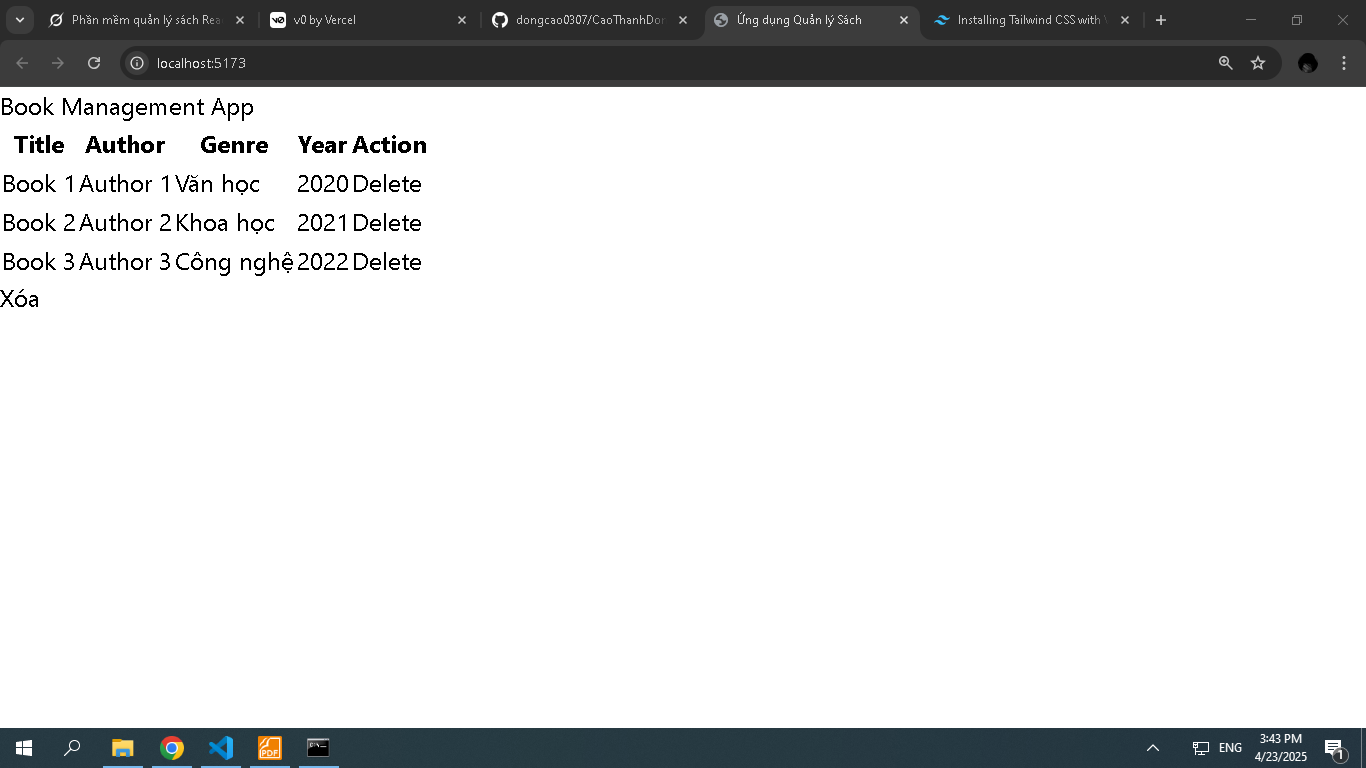 Phần mềm quản lý sách Rea
v0 by Vercel
dongcao0307/CaoThanhDon
Ứng dụng Quản lý Sách
Installing Tailwind CSS with
localhost:5173
Book Management App
Title Author Genre Year Action
Book 1 Author 1 Văn học 2020 Delete
Book 2 Author 2 Khoa học 2021 Delete
Book 3 Author 3 Công nghệ 2022 Delete
Xóa
PDF
ENG
3:43 PM
4/23/2025
1